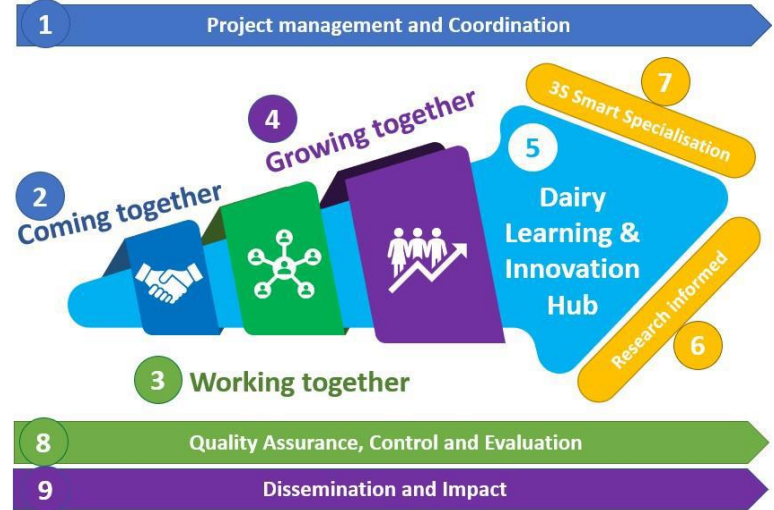 1
Project management and Coordination
2
Coming together
4
Growing together
7
3S Smart Specialisation
5
Dairy
Learning &
Innovation
Hub
Research informed
6
3
Working together
8
Quality Assurance, Control and Evaluation
9
Dissemination and Impact